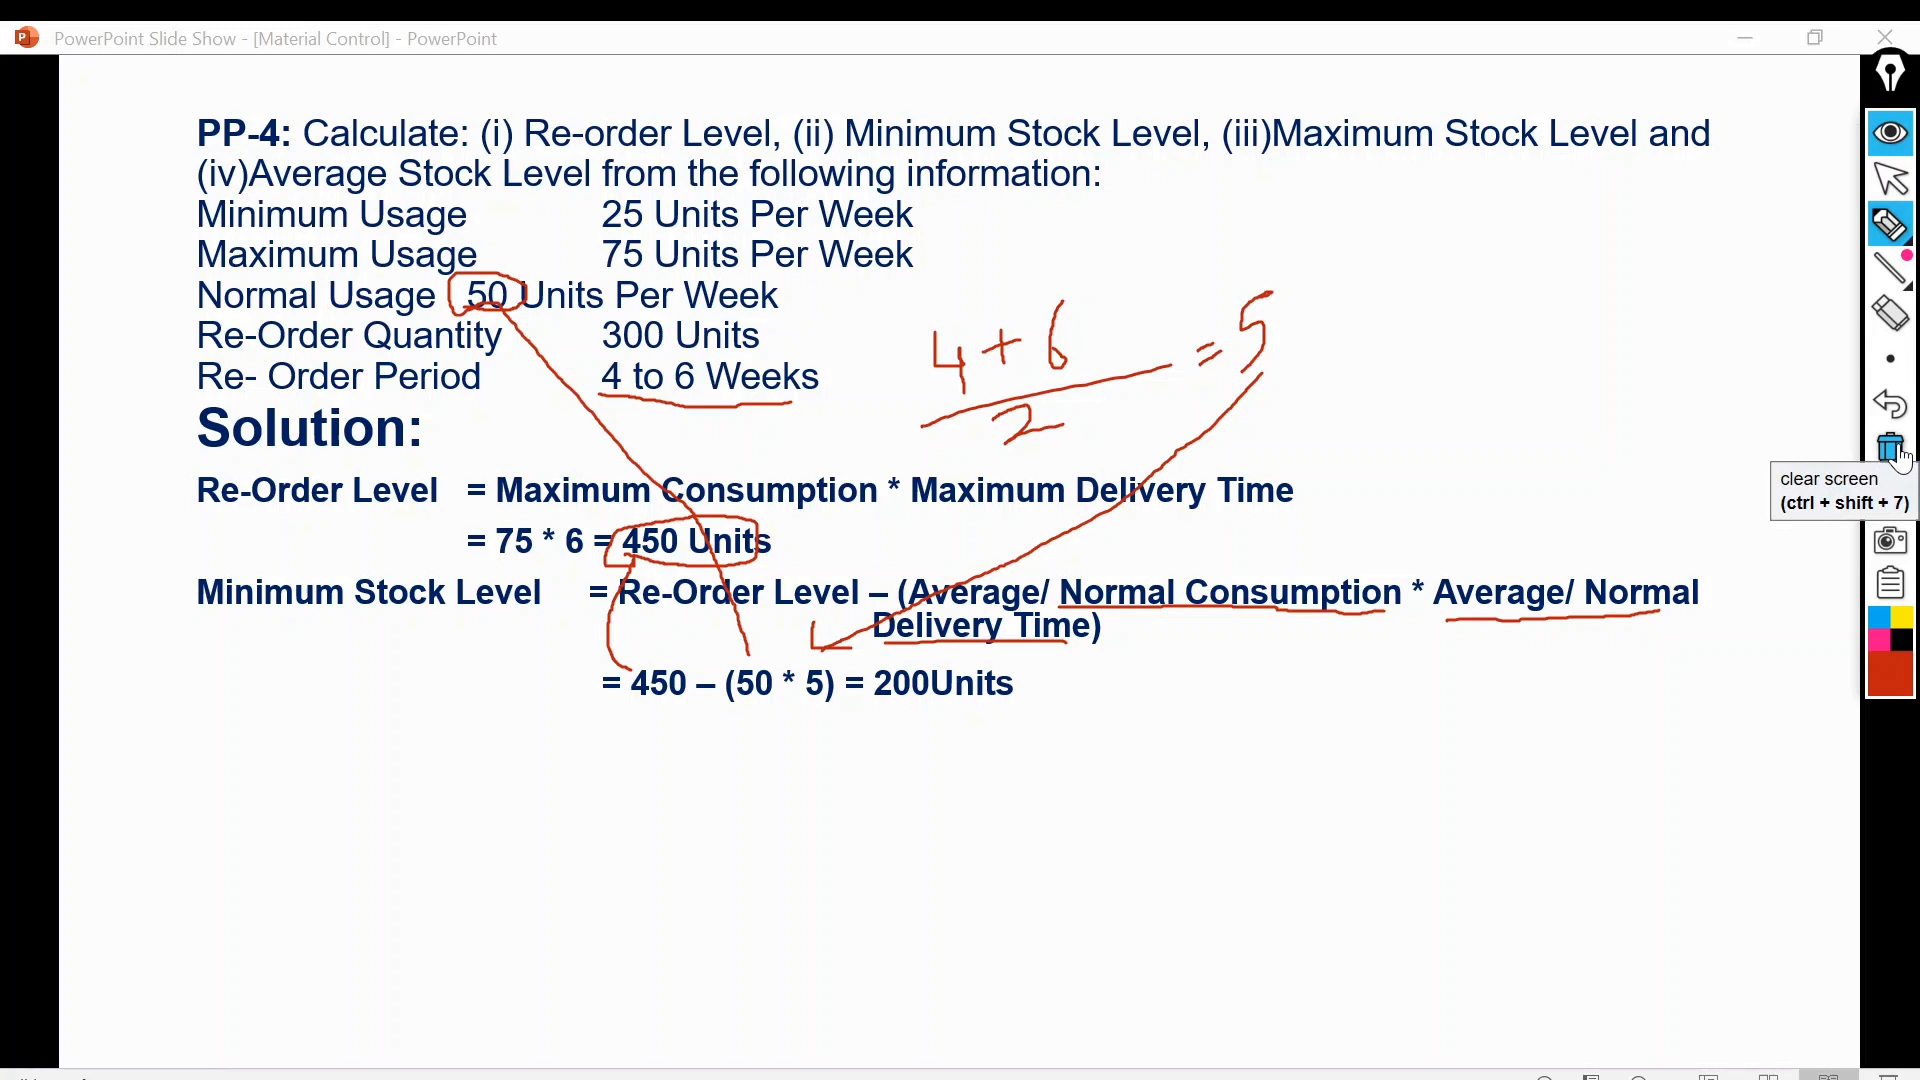 PowerPoint Slide Show - [Material Control] - PowerPoint
PP-4: Calculate: (i) Re-order Level, (ii) Minimum Stock Level, (iii)Maximum Stock Level and
(iv)Average Stock Level from the following information:
Minimum Usage 25 Units Per Week
Maximum Usage 75 Units Per Week
Normal Usage 50 Units Per Week
Re-Order Quantity 300 Units
Re- Order Period 4 to 6 Weeks
4 + 6 = 5
2
Solution:
Re-Order Level = Maximum Consumption * Maximum Delivery Time
= 75 * 6 = 450 Units
Minimum Stock Level = Re-Order Level – (Average/ Normal Consumption * Average/ Normal
Delivery Time)
= 450 – (50 * 5) = 200Units
clear screen
(ctrl + shift + 7)